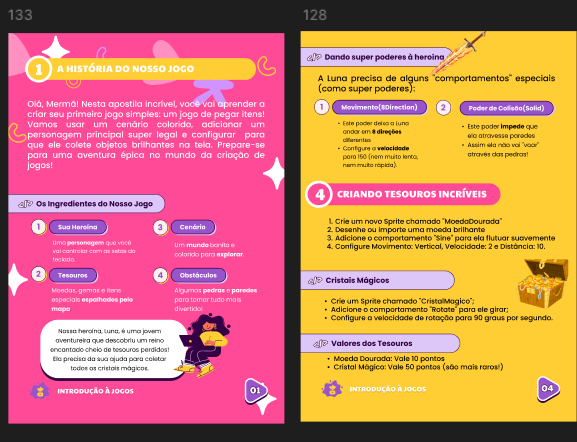 133
1 A HISTÓRIA DO NOSSO JOGO
Olá, Mermã! Nesta apostila incrível, você vai aprender a
criar seu primeiro jogo simples: um jogo de pegar itens!
Vamos usar um cenário colorido, adicionar um
personagem principal super legal e configurar para
que ele colete objetos brilhantes na tela. Prepare-se
para uma aventura épica no mundo da criação de
jogos!
Os Ingredientes do Nosso Jogo
1 Sua Heroína
Uma personagem que você
vai controlar com as setas do
teclado.
3 Cenário
Um mundo bonito e
colorido para explorar.
2 Tesouros
Moedas, gemas e itens
especiais espalhados pelo
mapa
4 Obstáculos
Algumas pedras e paredes
para tornar tudo mais
divertido!
Nossa heroína, Luna, é uma jovem
aventureira que descobriu um reino
encantado cheio de tesouros perdidos!
Ela precisa da sua ajuda para coletar
todos os cristais mágicos.
INTRODUÇÃO À JOGOS
01
128
Dando super poderes à heroína
A Luna precisa de alguns "comportamentos" especiais
(como super poderes):
1 Movimento(8Direction)
Este poder deixa a Luna
andar em 8 direções
diferentes
Configure a velocidade
para 150 (nem muito lenta,
nem muito rápida).
2 Poder de Colisão(Solid)
Este poder impede que
ela atravesse paredes
Assim ela não vai "voar"
através das pedras!
4 CRIANDO TESOUROS INCRÍVEIS
1. Crie um novo Sprite chamado "MoedaDourada"
2. Desenhe ou importe uma moeda brilhante
3. Adicione o comportamento "Sine" para ela flutuar suavemente
4. Configure Movimento: Vertical, Velocidade: 2 e Distância: 10.
Cristais Mágicos
Crie um Sprite chamado "CristalMagico";
Adicione o comportamento "Rotate" para ele girar;
Configure a velocidade de rotação para 90 graus por segundo.
Valores dos Tesouros
Moeda Dourada: Vale 10 pontos
Cristal Mágica: Vale 50 pontos (são mais raros!)
INTRODUÇÃO À JOGOS
04